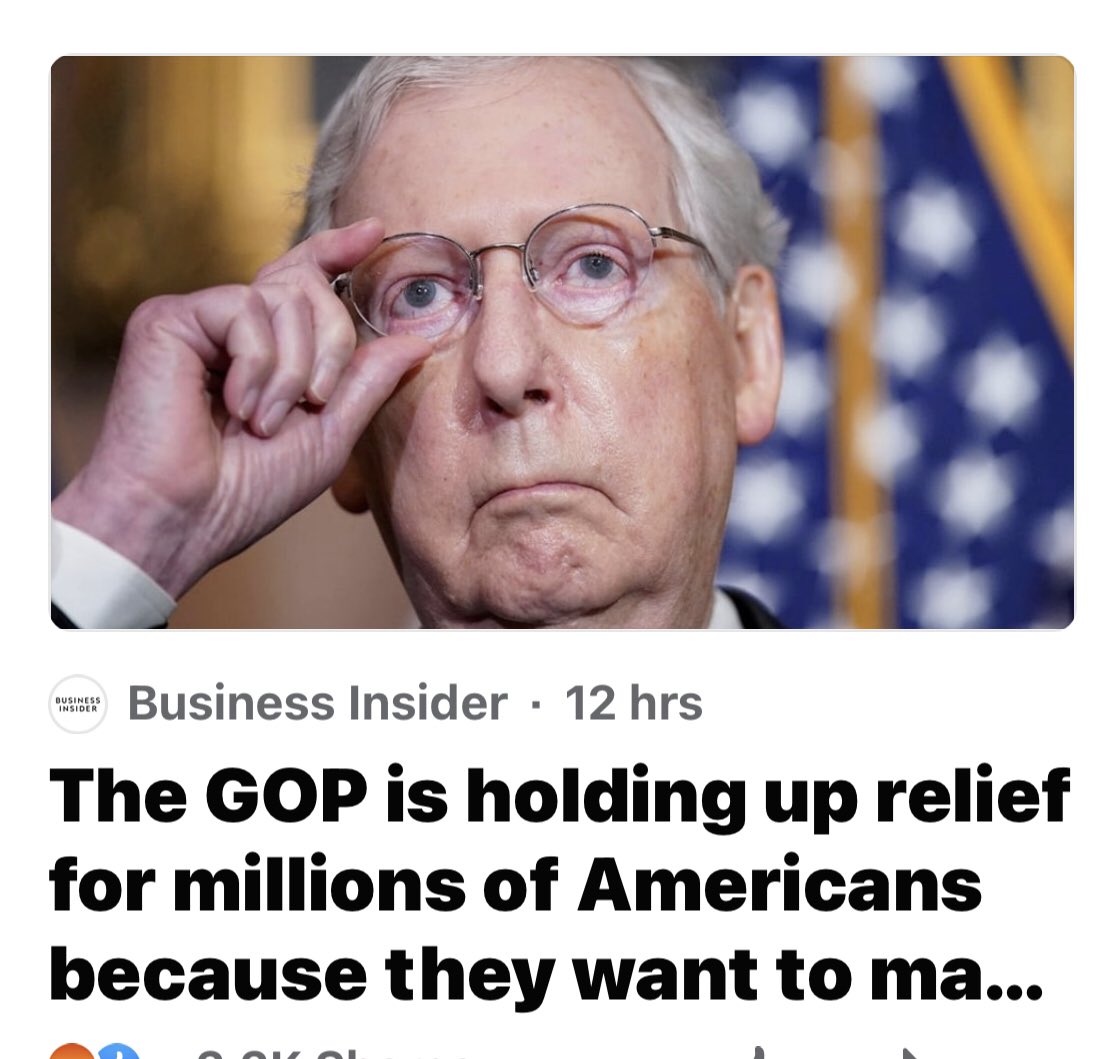 BUSINESS
INSIDER
Business Insider · 12 hrs
The GOP is holding up relief
for millions of Americans
because they want to ma...